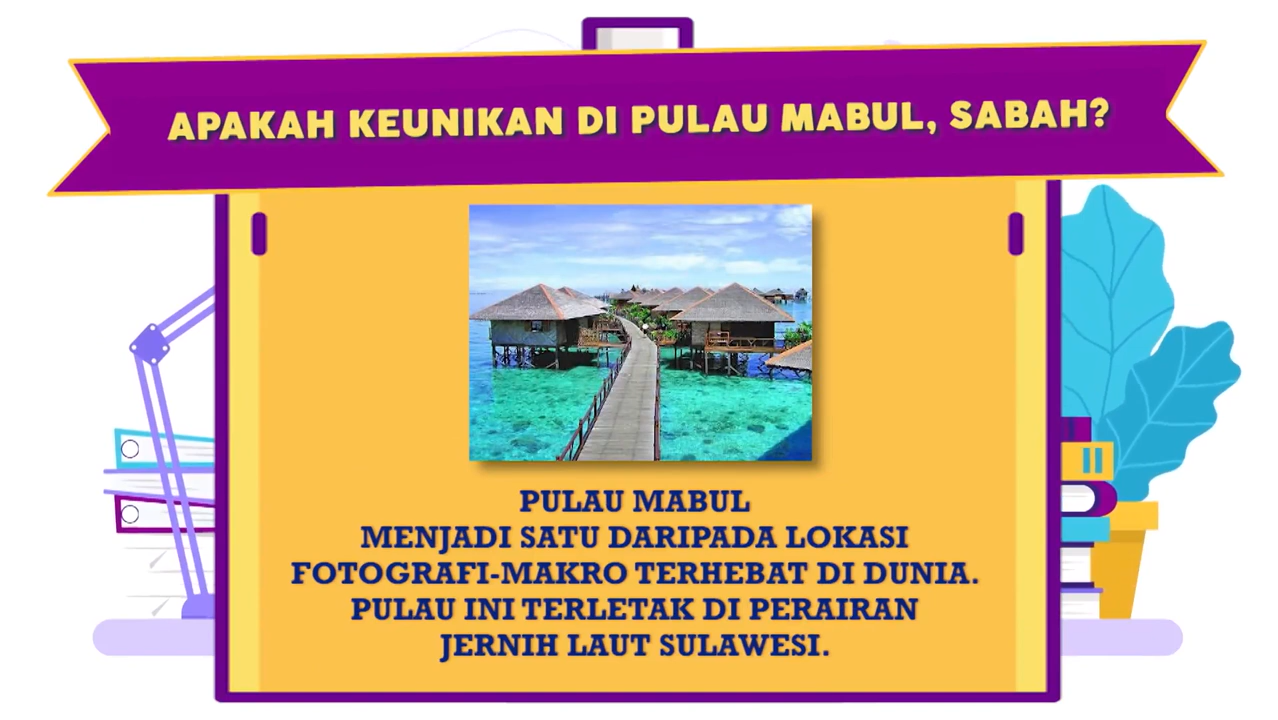 APAKAH KEUNIKAN DI PULAU MABUL, SABAH?
PULAU MABUL
MENJADI SATU DARIPADA LOKASI
FOTOGRAFI-MAKRO TERHEBAT DI DUNIA.
PULAU INI TERLETAK DI PERAIRAN
JERNIH LAUT SULAWESI.